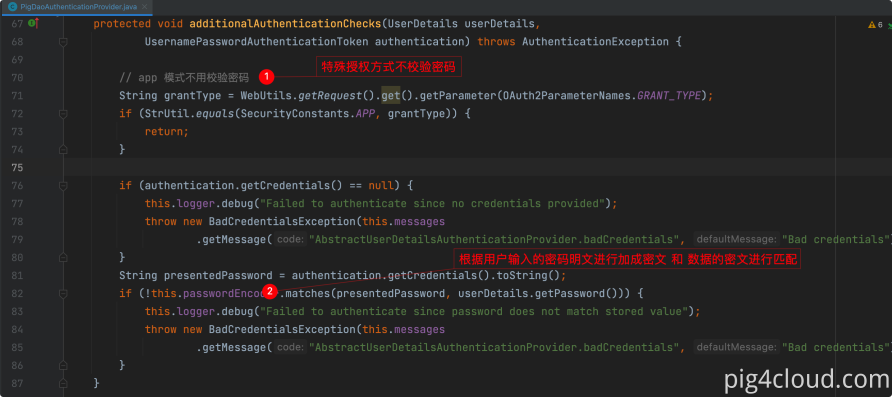 PigDaoAuthenticationProvider.java
67 protected void additionalAuthenticationChecks(UserDetails userDetails, 6
68 UsernamePasswordAuthenticationToken authentication) throws AuthenticationException {
69 特殊授权方式不校验密码
70 // app 模式不用校验密码 1
71 String grantType = WebUtils.getRequest().get().getParameter(OAuth2ParameterNames.GRANT_TYPE);
72 if (StrUtil.equals(SecurityConstants.APP, grantType)) {
73 return;
74 }
75
76 if (authentication.getCredentials() == null) {
77 this.logger.debug("Failed to authenticate since no credentials provided");
78 throw new BadCredentialsException(this.messages
79 .getMessage( code: "AbstractUserDetailsAuthenticationProvider.badCredentials", defaultMessage: "Bad credentials")
80 } 根据用户输入的密码明文进行加成密文 和 数据的密文进行匹配
81 String presentedPassword = authentication.getCredentials().toString();
82 if (!this.passwordEncod 2 .matches(presentedPassword, userDetails.getPassword())) {
83 this.logger.debug("Failed to authenticate since password does not match stored value");
84 throw new BadCredentialsException(this.messages
85 .getMessage( code: "AbstractUserDetailsAuthenticationProvider.badCredentials", defaultMessage: "Bad credentials")
86 }
87 }
pig4cloud.com